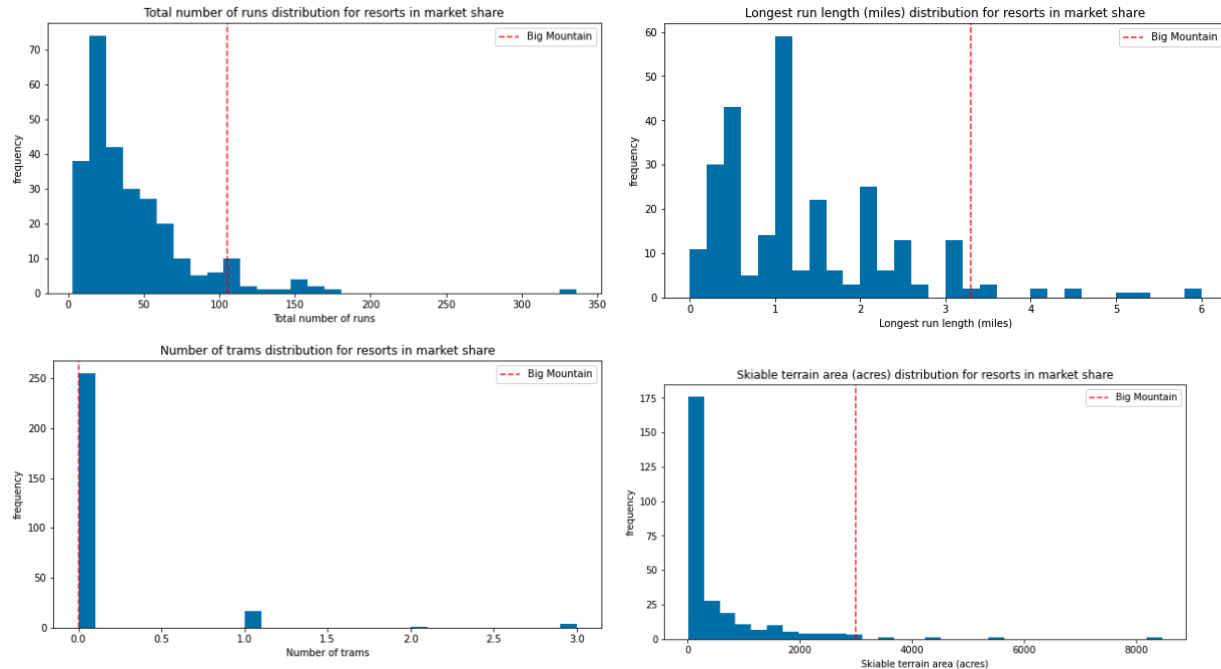 Total number of runs distribution for resorts in market share
Big Mountain
frequency
70
60
50
40
30
20
10
0
0 50 100 150 200 250 300 350
Total number of runs
Longest run length (miles) distribution for resorts in market share
Big Mountain
frequency
60
50
40
30
20
10
0
0 1 2 3 4 5 6
Longest run length (miles)
Number of trams distribution for resorts in market share
Big Mountain
frequency
250
200
150
100
50
0
0.0 0.5 1.0 1.5 2.0 2.5 3.0
Number of trams
Skiable terrain area (acres) distribution for resorts in market share
Big Mountain
frequency
175
150
125
100
75
50
25
0
0 2000 4000 6000 8000
Skiable terrain area (acres)